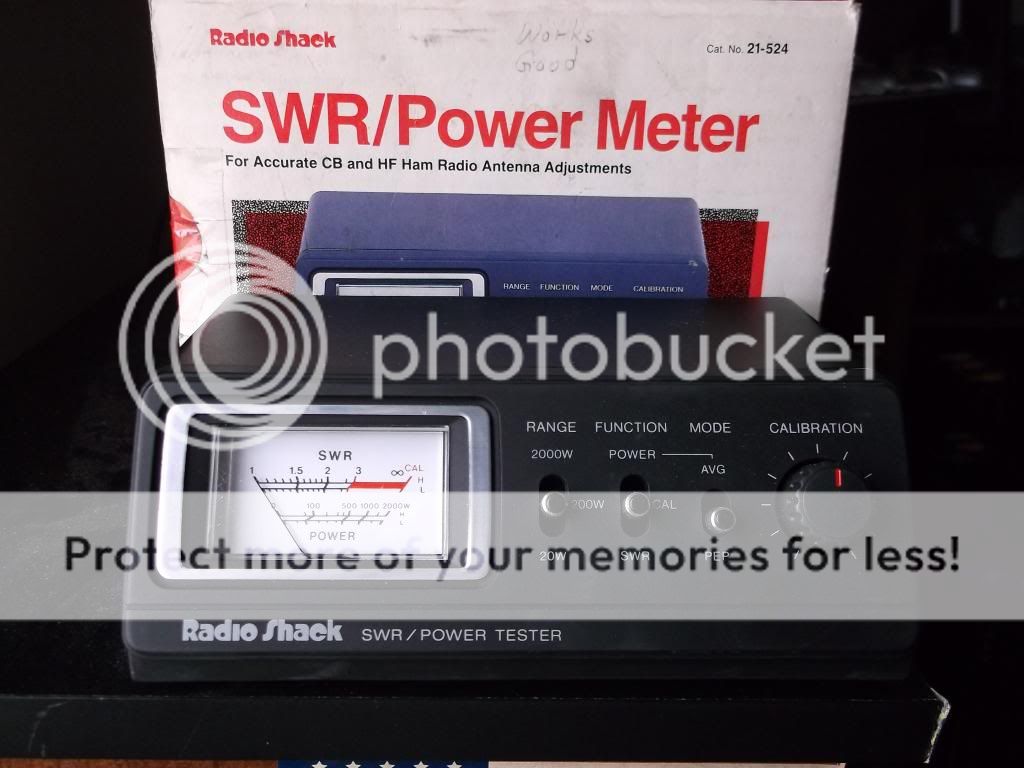 Radio Shack
Works
Good
Cat. No. 21-524
SWR/Power Meter
For Accurate CB and HF Ham Radio Antenna Adjustments
RANGE FUNCTION MODE CALIBRATION
photobucket
RANGE FUNCTION MODE CALIBRATION
2000W POWER AVG
200W CAL
20W SWR PEP
SWR
1 1.5 2 3 ∞ CAL
H
L
0 100 500 1000 2000W
H
L
POWER
Protect more of your memories for less!
Radio Shack SWR/POWER TESTER